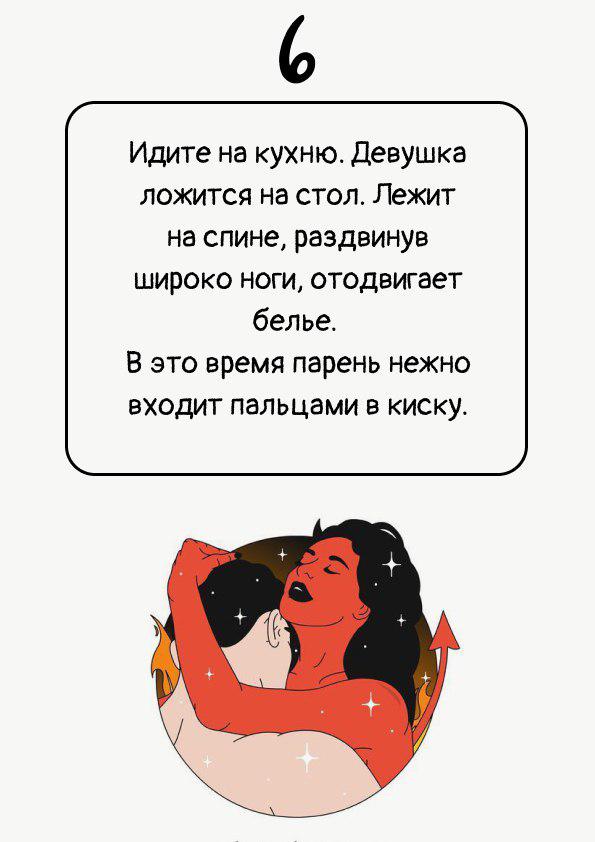 6
Идите на кухню. Девушка
ложится на стол. Лежит
на спине, раздвинув
широко ноги, отодвигает
белье.
В это время парень нежно
входит пальцами в киску.